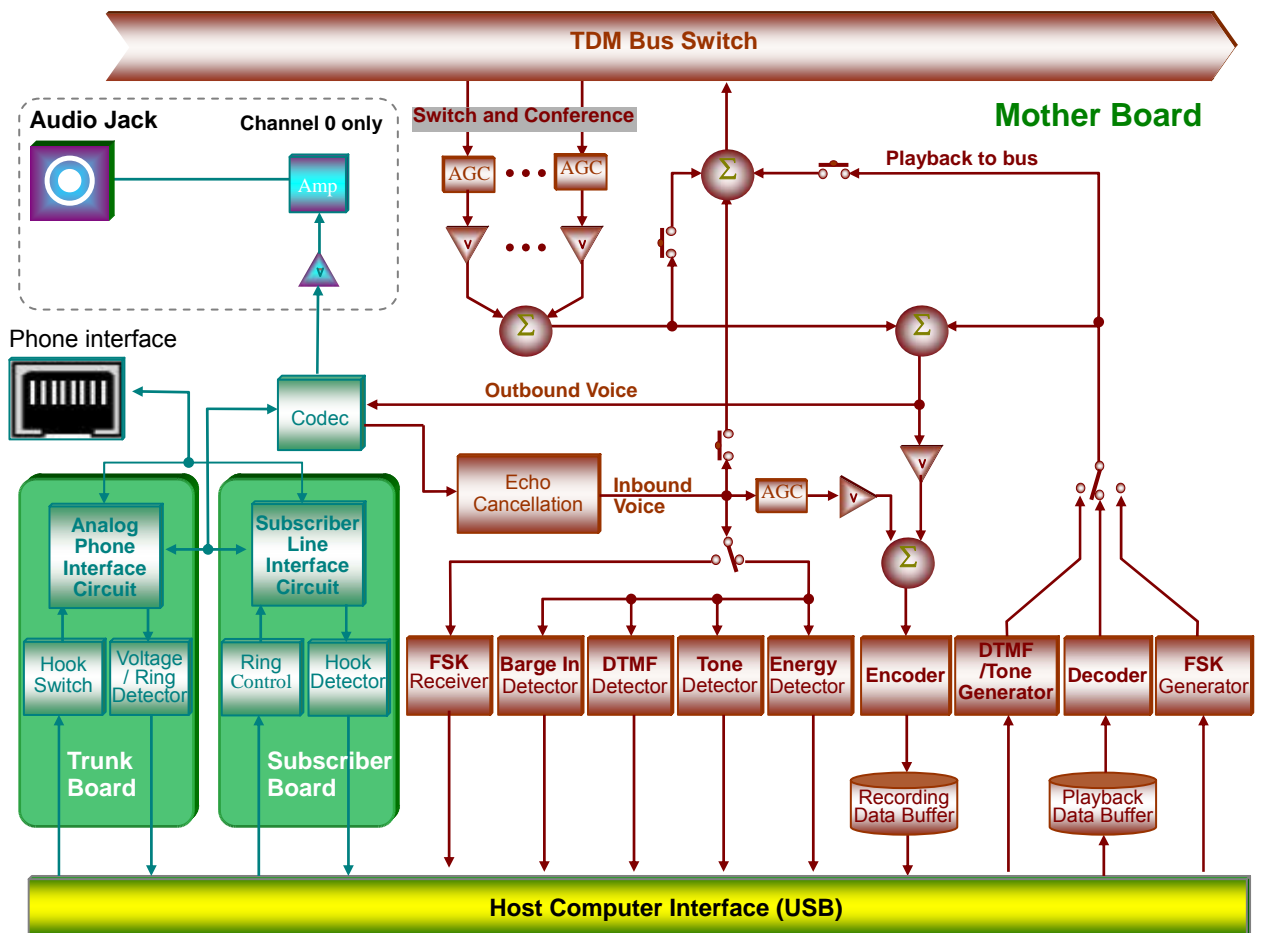 TDM Bus Switch
Audio Jack
Channel 0 only
Switch and Conference
Mother Board
Amp
AGC
AGC
Σ
Playback to bus
v
v
v
Σ
Σ
Phone interface
Outbound Voice
Codec
Echo
Cancellation
Inbound
Voice
AGC
v
v
Σ
Analog
Phone
Interface
Circuit
Subscriber
Line
Interface
Circuit
Hook
Switch
Voltage
/ Ring
Detector
Ring
Control
Hook
Detector
FSK
Receiver
Barge In
Detector
DTMF
Detector
Tone
Detector
Energy
Detector
Encoder
DTMF
/Tone
Generator
Decoder
FSK
Generator
Trunk
Board
Subscriber
Board
Recording
Data Buffer
Playback
Data Buffer
Host Computer Interface (USB)